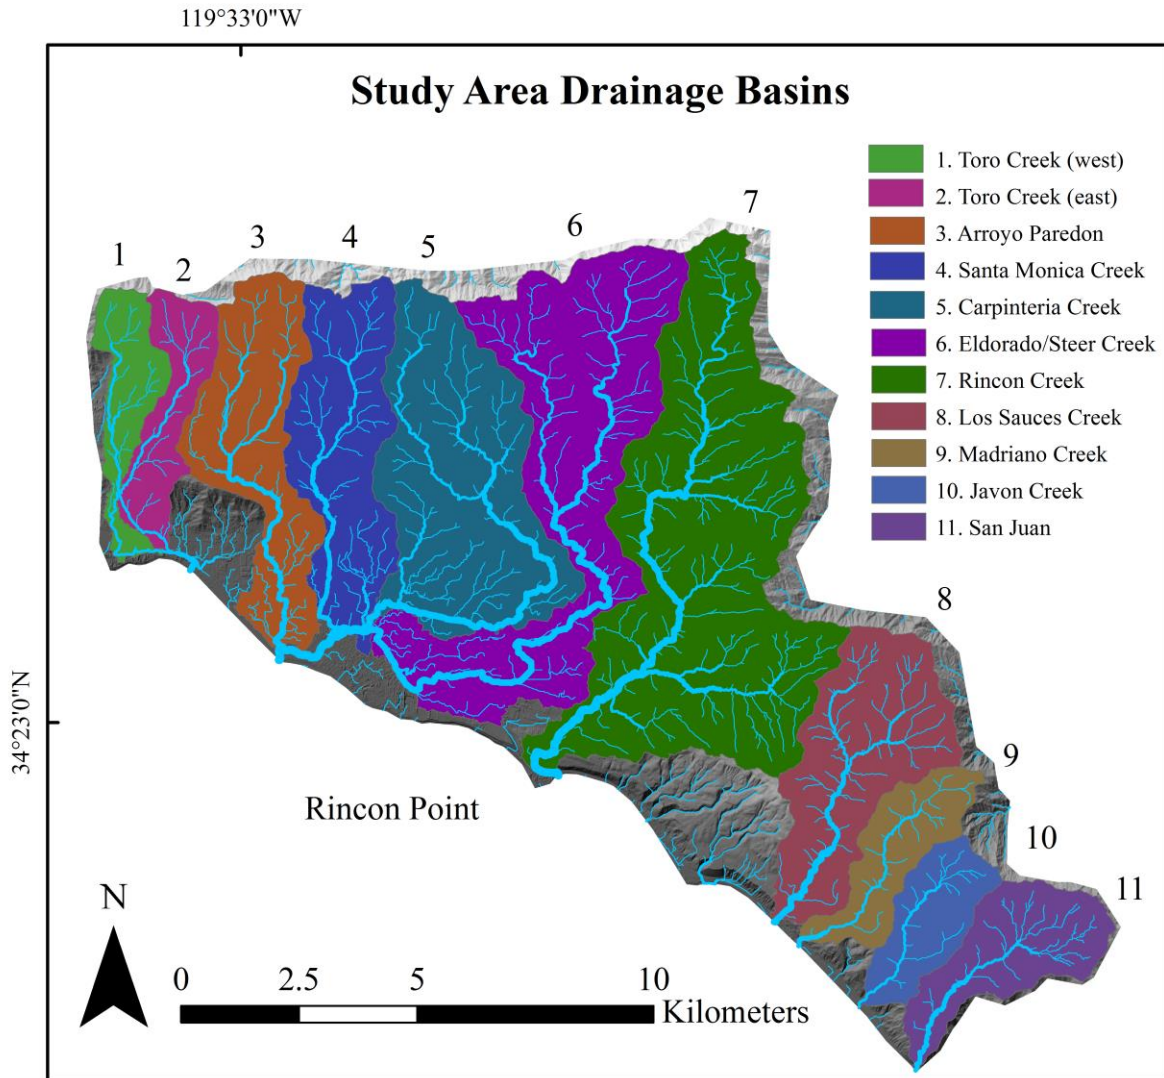 119°33'0"W
Study Area Drainage Basins
1. Toro Creek (west)
2. Toro Creek (east)
3. Arroyo Paredon
4. Santa Monica Creek
5. Carpinteria Creek
6. Eldorado/Steer Creek
7. Rincon Creek
8. Los Sauces Creek
9. Madriano Creek
10. Javon Creek
11. San Juan
1
2
3
4
5
6
7
8
9
10
11
34°23'0"N
Rincon Point
N
0 2.5 5 10
Kilometers